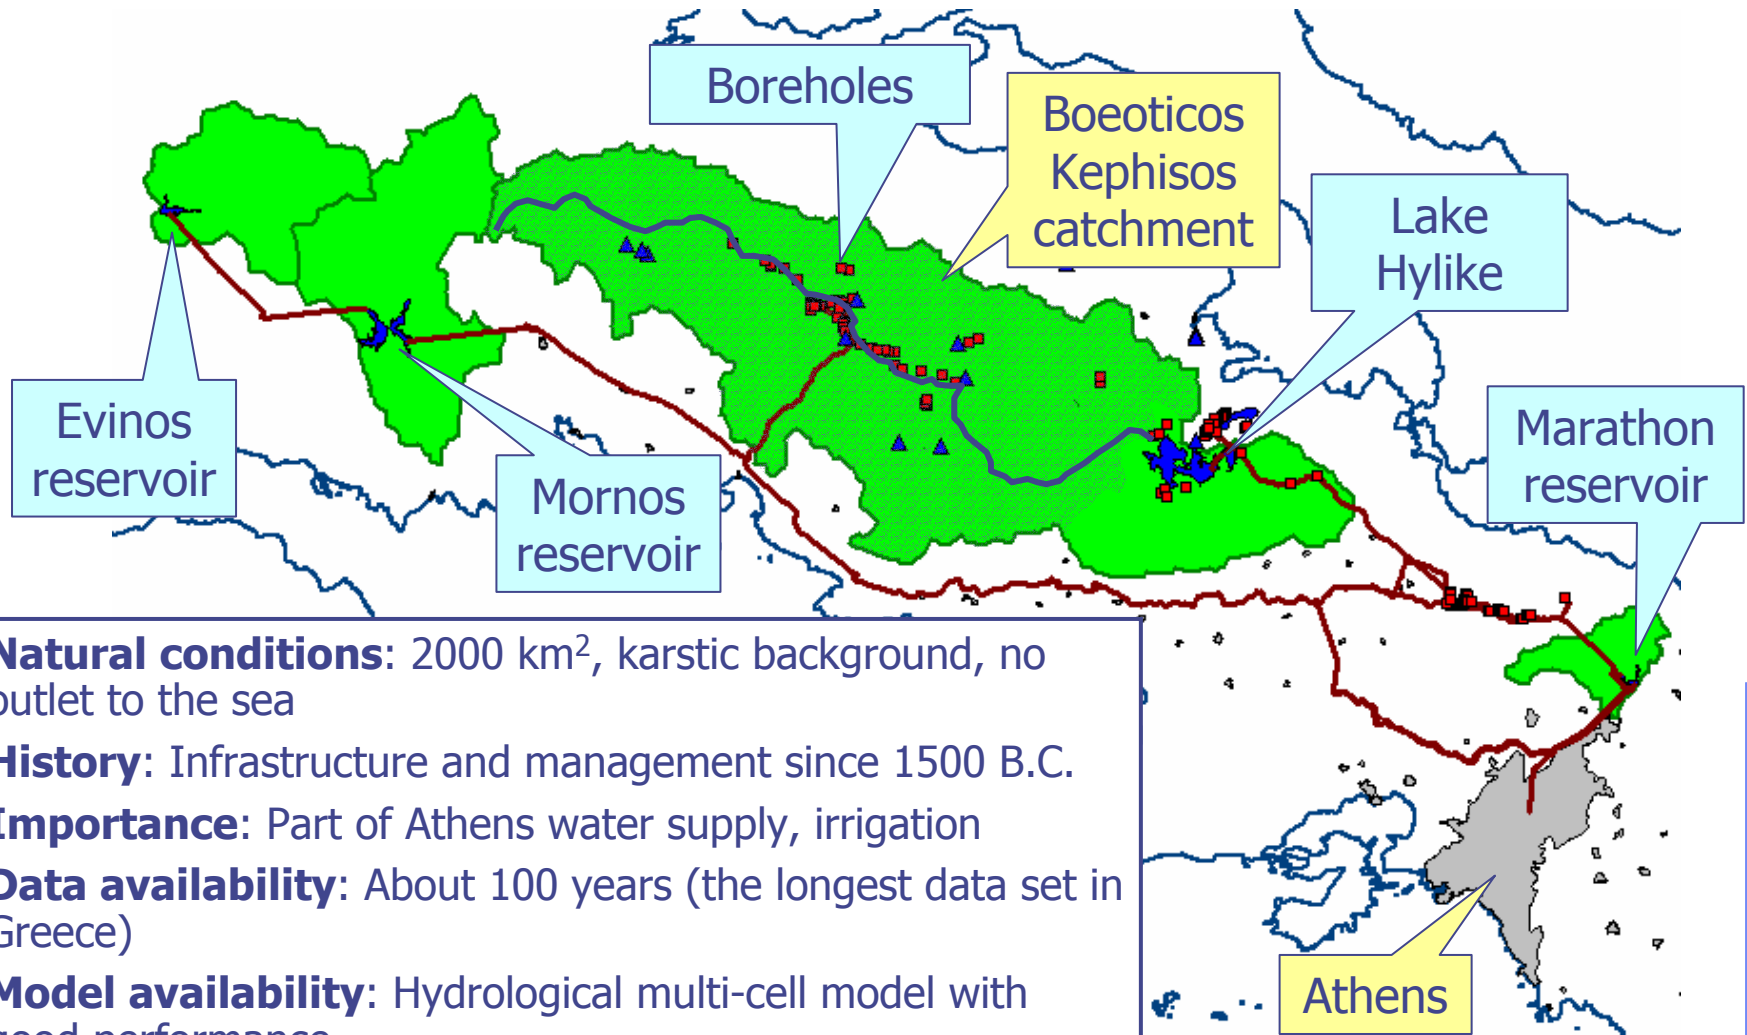 Boreholes
Boeoticos
Kephisos
catchment
Lake
Hylike
Evinos
reservoir
Mornos
reservoir
Marathon
reservoir
Natural conditions: 2000 km², karstic background, no
outlet to the sea
History: Infrastructure and management since 1500 B.C.
Importance: Part of Athens water supply, irrigation
Data availability: About 100 years (the longest data set in
Greece)
Model availability: Hydrological multi-cell model with
good performance
Athens